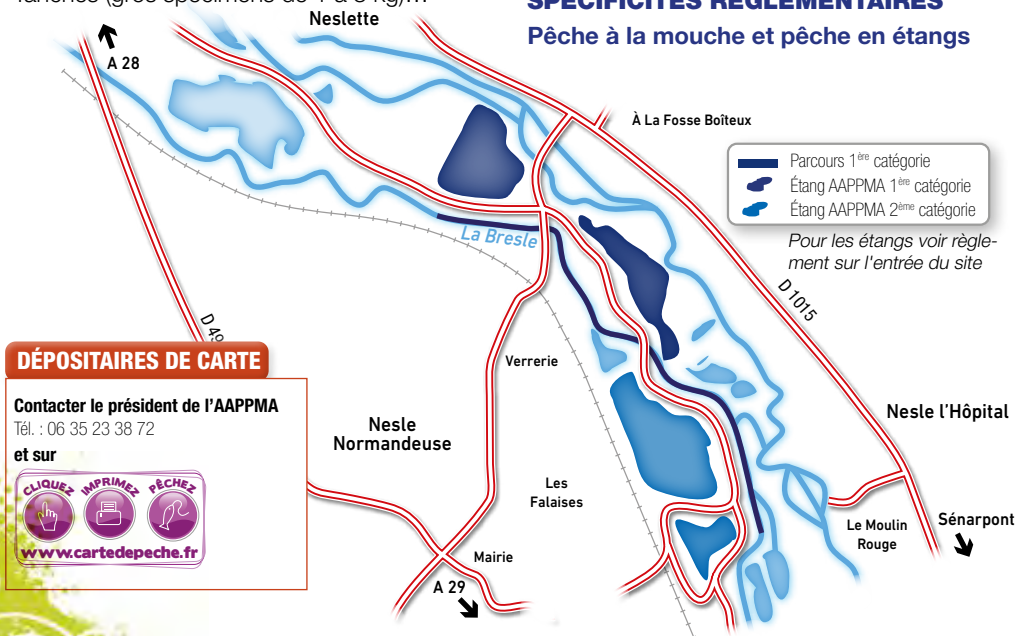 SPÉCIFICITÉS RÉGLEMENTAIRES
Pêche à la mouche et pêche en étangs
Neslette
A 28
À La Fosse Boîteux
Parcours 1ère catégorie
Étang AAPPMA 1ère catégorie
Étang AAPPMA 2ème catégorie
Pour les étangs voir règle-
ment sur l'entrée du site
La Bresle
D 1015
D 49
DÉPOSITAIRES DE CARTE
Contacter le président de l'AAPPMA
Tél. : 06 35 23 38 72
et sur
CLIQUEZ IMPRIMEZ PÊCHEZ
www.cartedepeche.fr
Verrerie
Nesle
Normandeuse
Nesle l'Hôpital
Les
Falaises
Le Moulin
Rouge
Sénarpont
Mairie
A 29